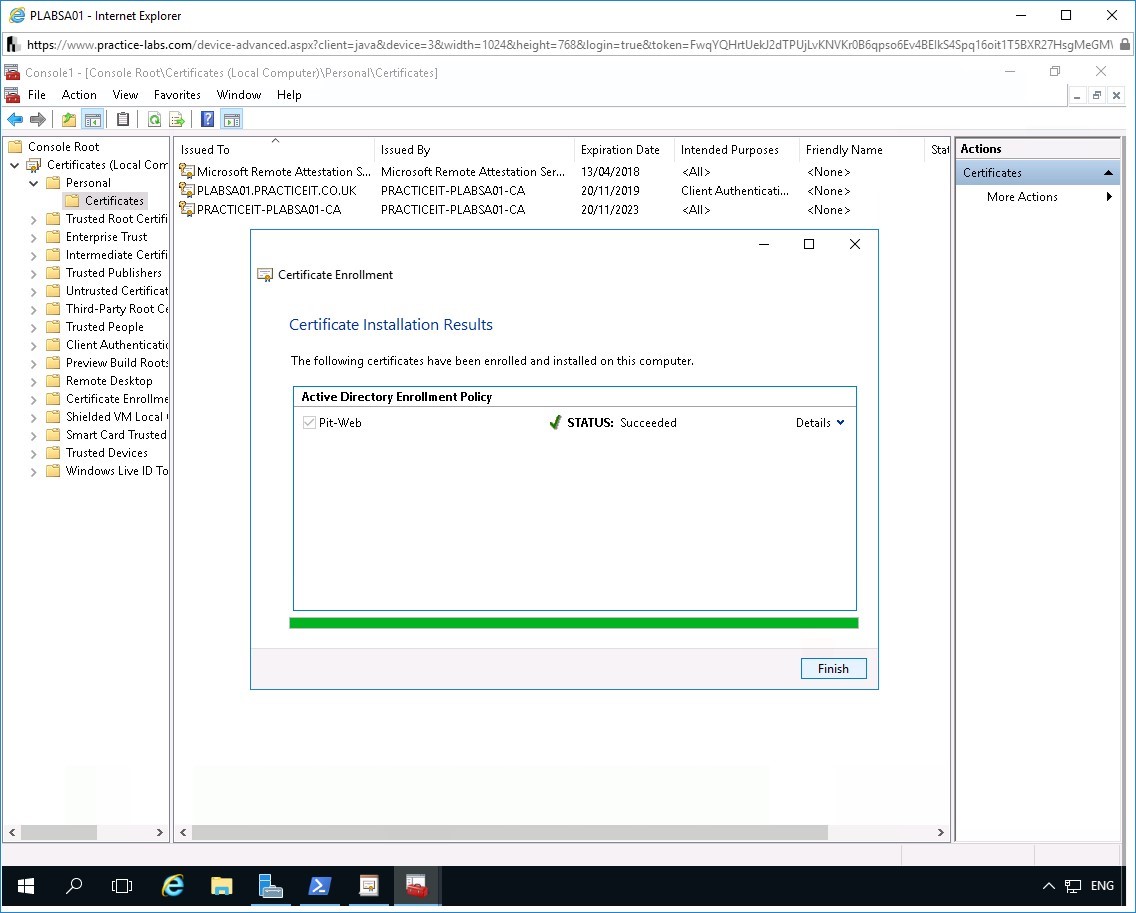 PLABSA01 - Internet Explorer
https://www.practice-labs.com/device-advanced.aspx?client=java&device=3&width=1024&height=768&login=true&token=FwqYQHrtUekJ2dTPUjLvKNVKr0B6qpso6Ev4BElkS4Spq16oit1T5BXR27HsgMeGM
Console1 - [Console Root\Certificates (Local Computer)\Personal\Certificates]
File Action View Favorites Window Help
Console Root
Certificates (Local Com
Personal
Certificates
Trusted Root Certifi
Enterprise Trust
Intermediate Certifi
Trusted Publishers
Untrusted Certificat
Third-Party Root Ce
Trusted People
Client Authenticatio
Preview Build Roots
Remote Desktop
Certificate Enrollme
Shielded VM Local
Smart Card Trusted
Trusted Devices
Windows Live ID To
Issued To Issued By Expiration Date Intended Purposes Friendly Name Stat
Microsoft Remote Attestation S... Microsoft Remote Attestation Ser... 13/04/2018 <All> <None>
PLABSA01.PRACTICEIT.CO.UK PRACTICEIT-PLABSA01-CA 20/11/2019 Client Authenticati... <None>
PRACTICEIT-PLABSA01-CA PRACTICEIT-PLABSA01-CA 20/11/2023 <All> <None>
Actions
Certificates
More Actions
Certificate Enrollment
Certificate Installation Results
The following certificates have been enrolled and installed on this computer.
Active Directory Enrollment Policy
Pit-Web STATUS: Succeeded Details
Finish
ENG